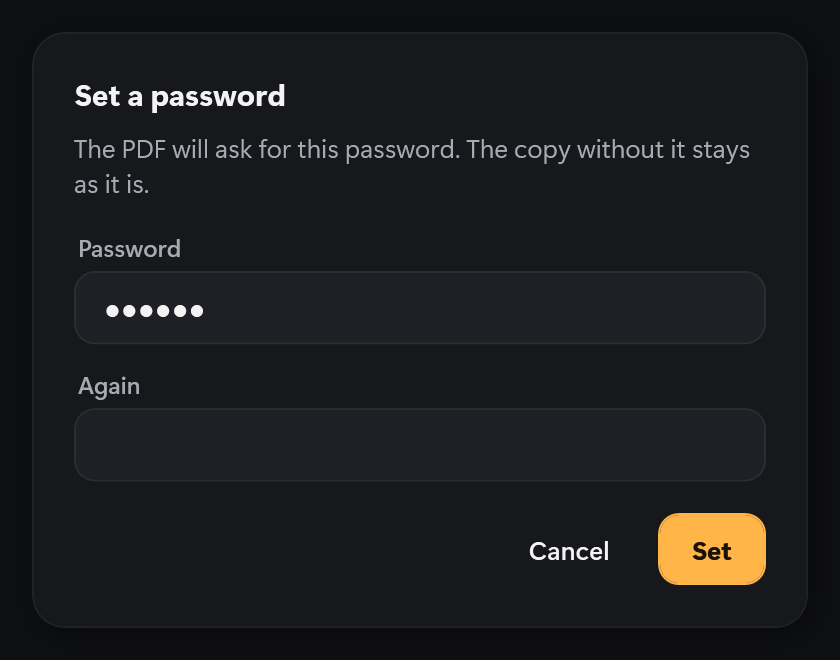 Set a password
The PDF will ask for this password. The copy without it stays
as it is.
Password
••••••
Again
Cancel
Set